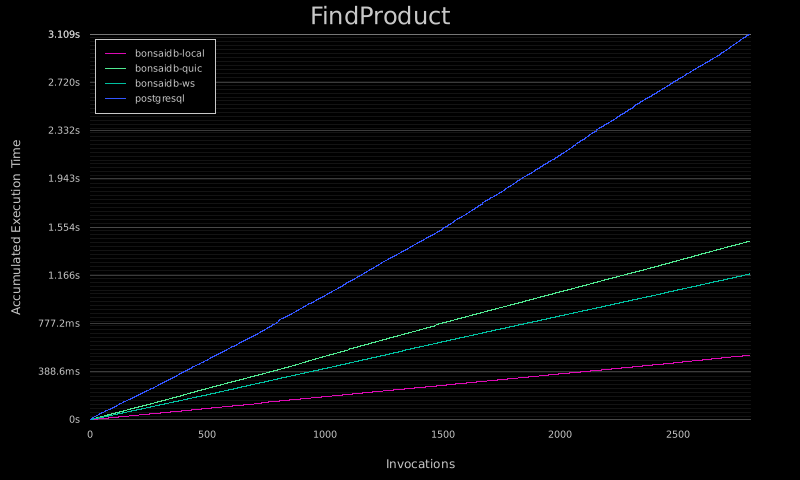 FindProduct
3.109s
bonsaidb-local
bonsaidb-quic
bonsaidb-ws
postgresql
2.720s
2.332s
1.943s
1.554s
1.166s
777.2ms
388.6ms
0s
Accumulated Execution Time
0 500 1000 1500 2000 2500
Invocations